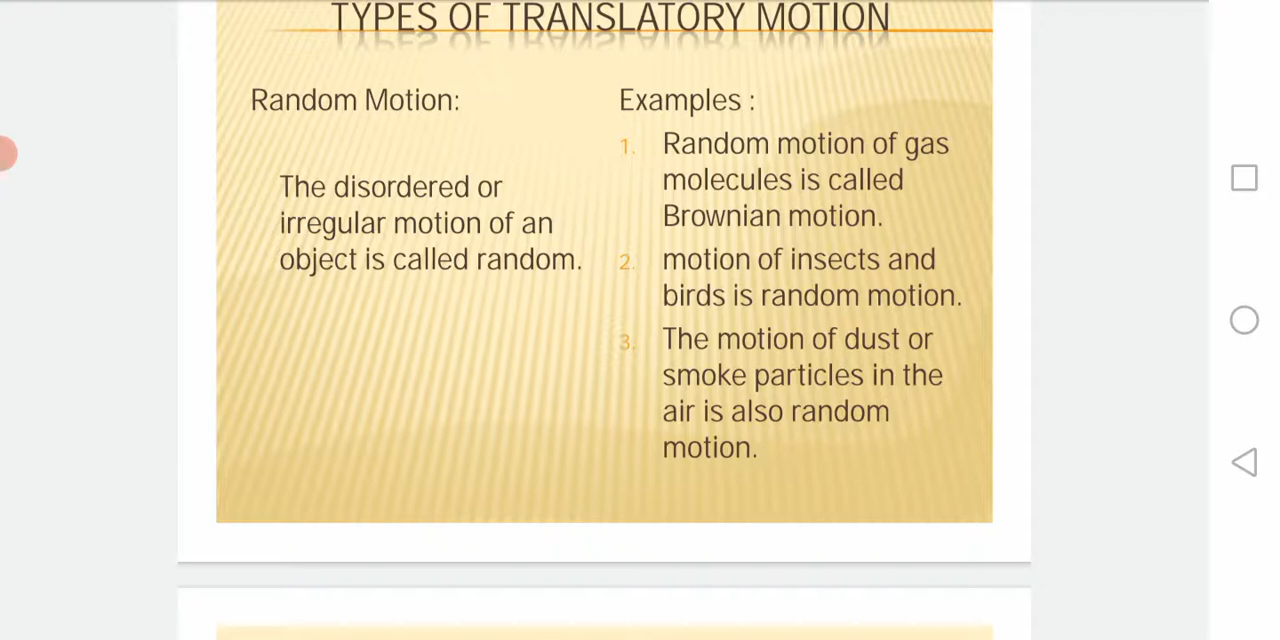 TYPES OF TRANSLATORY MOTION
Random Motion:
The disordered or
irregular motion of an
object is called random.
Examples :
1. Random motion of gas
molecules is called
Brownian motion.
2. motion of insects and
birds is random motion.
3. The motion of dust or
smoke particles in the
air is also random
motion.